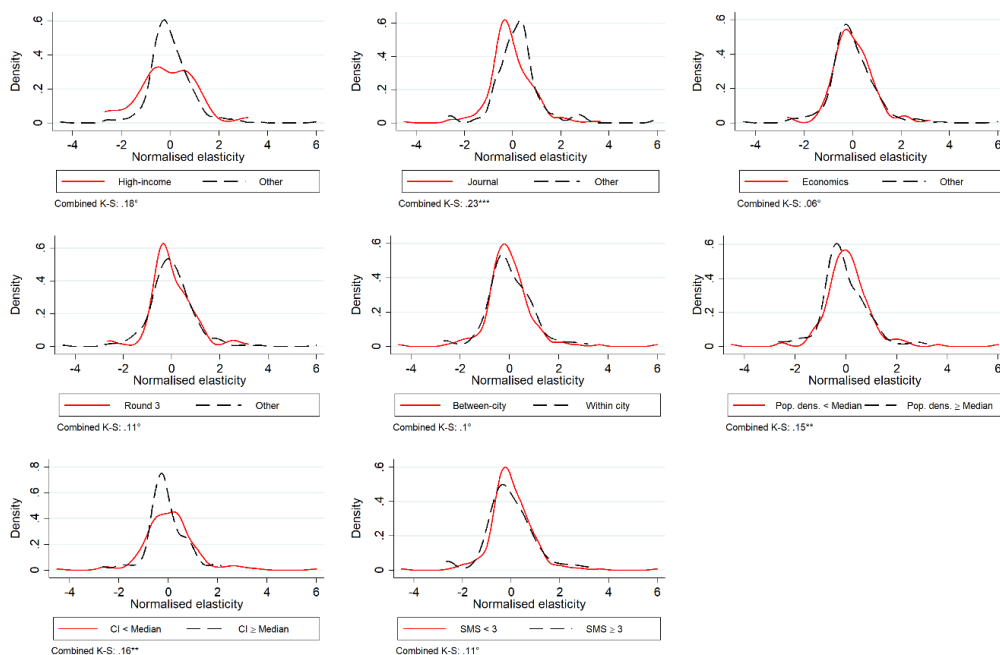 Density
0 .2 .4 .6
-4 -2 0 2 4 6
Normalised elasticity
High-income Other
Combined K-S: .18°
Density
0 .2 .4 .6
-4 -2 0 2 4 6
Normalised elasticity
Journal Other
Combined K-S: .23***
Density
0 .2 .4 .6
-4 -2 0 2 4 6
Normalised elasticity
Economics Other
Combined K-S: .06°
Density
0 .2 .4 .6
-4 -2 0 2 4 6
Normalised elasticity
Round 3 Other
Combined K-S: .11°
Density
0 .2 .4 .6
-4 -2 0 2 4 6
Normalised elasticity
Between-city Within city
Combined K-S: .1°
Density
0 .2 .4 .6
-4 -2 0 2 4 6
Normalised elasticity
Pop. dens. < Median Pop. dens. ≥ Median
Combined K-S: .15**
Density
0 .2 .4 .6 .8
-4 -2 0 2 4 6
Normalised elasticity
CI < Median CI ≥ Median
Combined K-S: .16**
Density
0 .2 .4 .6
-4 -2 0 2 4 6
Normalised elasticity
SMS < 3 SMS ≥ 3
Combined K-S: .11°